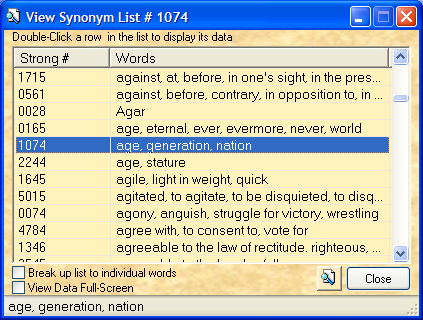 View Synonym List # 1074
Double-Click a row in the list to display its data
Strong # Words
1715 against, at, before, in one's sight, in the pres...
0561 against, before, contrary, in opposition to, in ...
0028 Agar
0165 age, eternal, ever, evermore, never, world
1074 age, generation, nation
2244 age, stature
1645 agile, light in weight, quick
5015 agitated, to agitate, to be disquieted, to disq...
0074 agony, anguish, struggle for victory, wrestling
4784 agree with, to consent to, vote for
1346 agreeable to the law of rectitude. righteous, ...
Break up list to individual words
View Data Full-Screen
Close
age, generation, nation